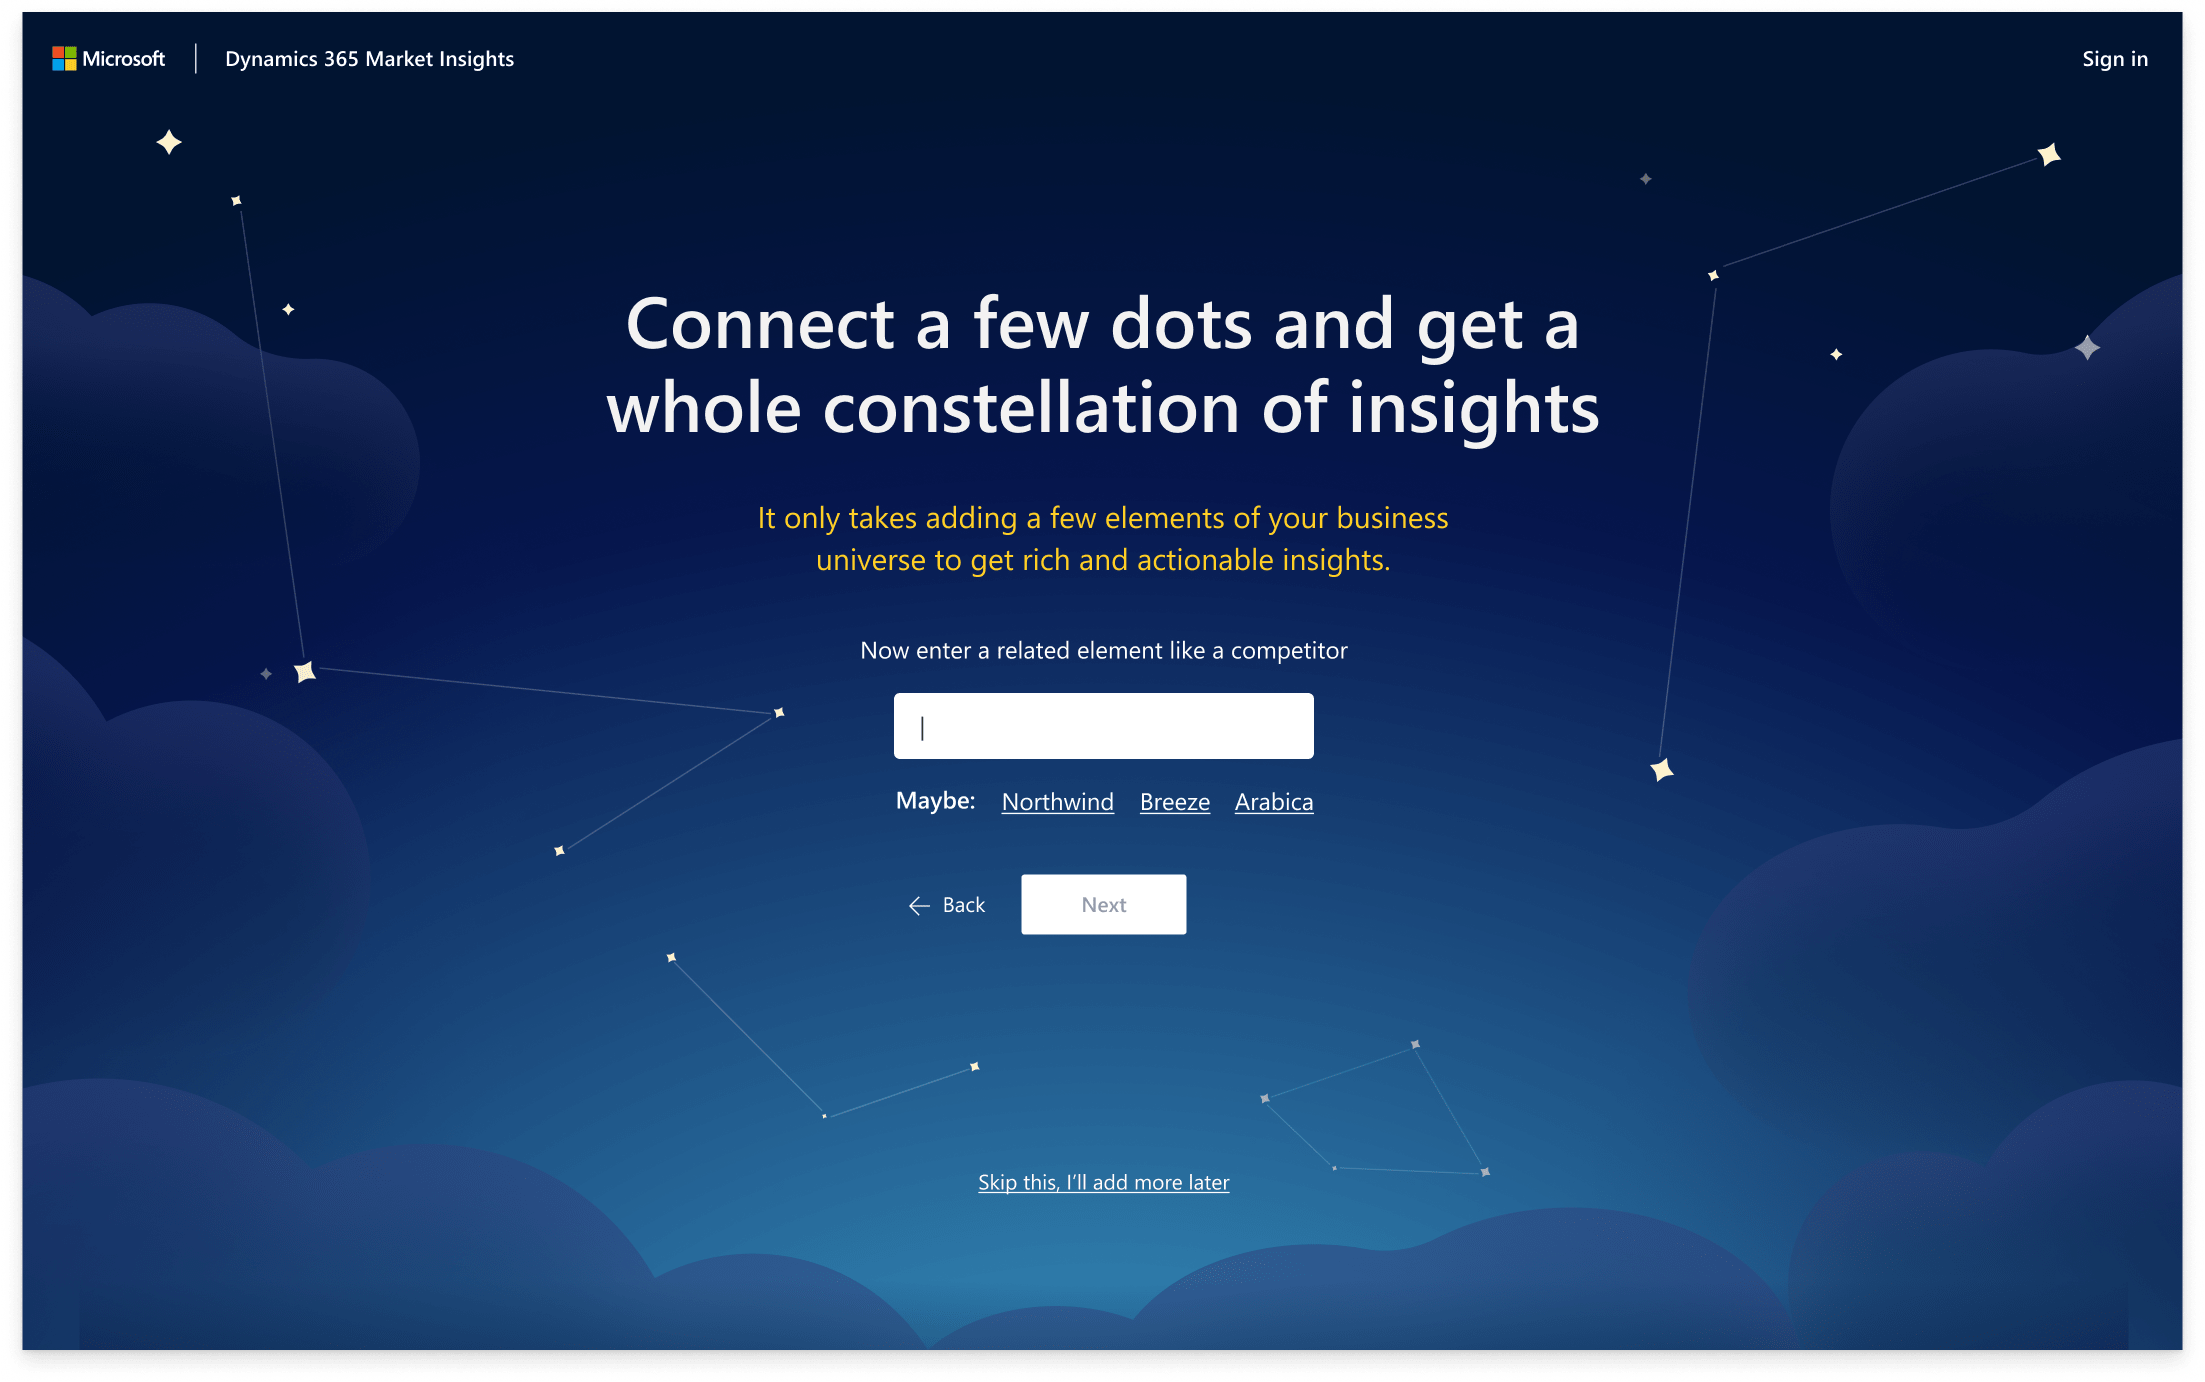 Microsoft | Dynamics 365 Market Insights
Sign in
Connect a few dots and get a
whole constellation of insights
It only takes adding a few elements of your business
universe to get rich and actionable insights.
Now enter a related element like a competitor
Maybe: Northwind Breeze Arabica
Back
Next
Skip this, I’ll add more later